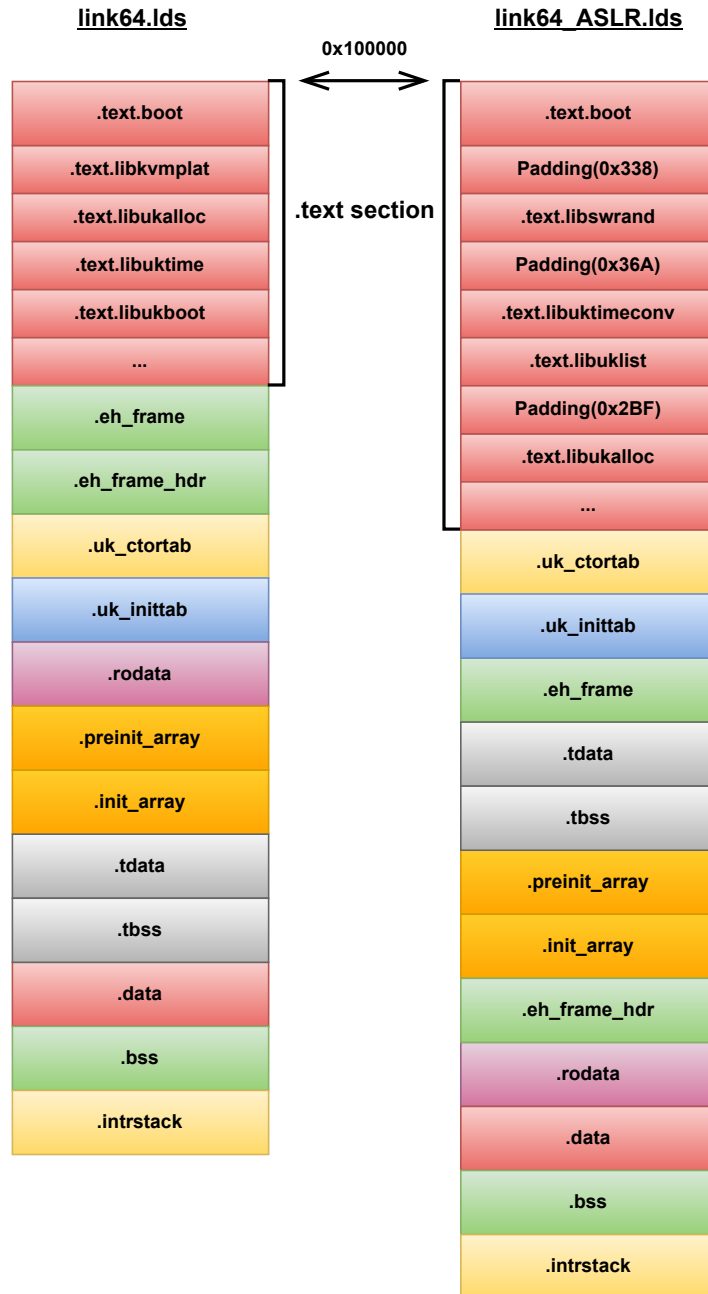 link64.lds
.text.boot
.text.libkvmplat
.text.libukalloc
.text.libuktime
.text.libukboot
...
.eh_frame
.eh_frame_hdr
.uk_ctortab
.uk_inittab
.rodata
.preinit_array
.init_array
.tdata
.tbss
.data
.bss
.intrstack
0x100000
.text section
link64_ASLR.lds
.text.boot
Padding(0x338)
.text.libswrand
Padding(0x36A)
.text.libuktimeconv
.text.libuklist
Padding(0x2BF)
.text.libukalloc
...
.uk_ctortab
.uk_inittab
.eh_frame
.tdata
.tbss
.preinit_array
.init_array
.eh_frame_hdr
.rodata
.data
.bss
.intrstack